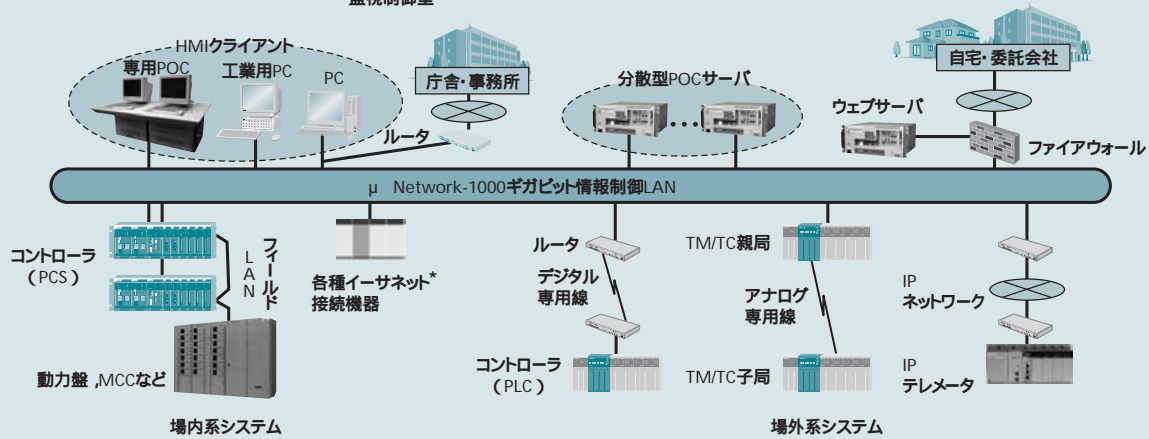 監視制御室
HMIクライアント
専用POC
工業用PC
PC
庁舎・事務所
ルータ
分散型POCサーバ
自宅・委託会社
ウェブサーバ
ファイアウォール
μ Network-1000ギガビット情報制御LAN
コントローラ
(PCS)
フィールド
LAN
動力盤,MCCなど
各種イーサネット*
接続機器
ルータ
デジタル
専用線
コントローラ
(PLC)
TM/TC親局
アナログ
専用線
TM/TC子局
IP
ネットワーク
IP
テレメータ
場内系システム
場外系システム